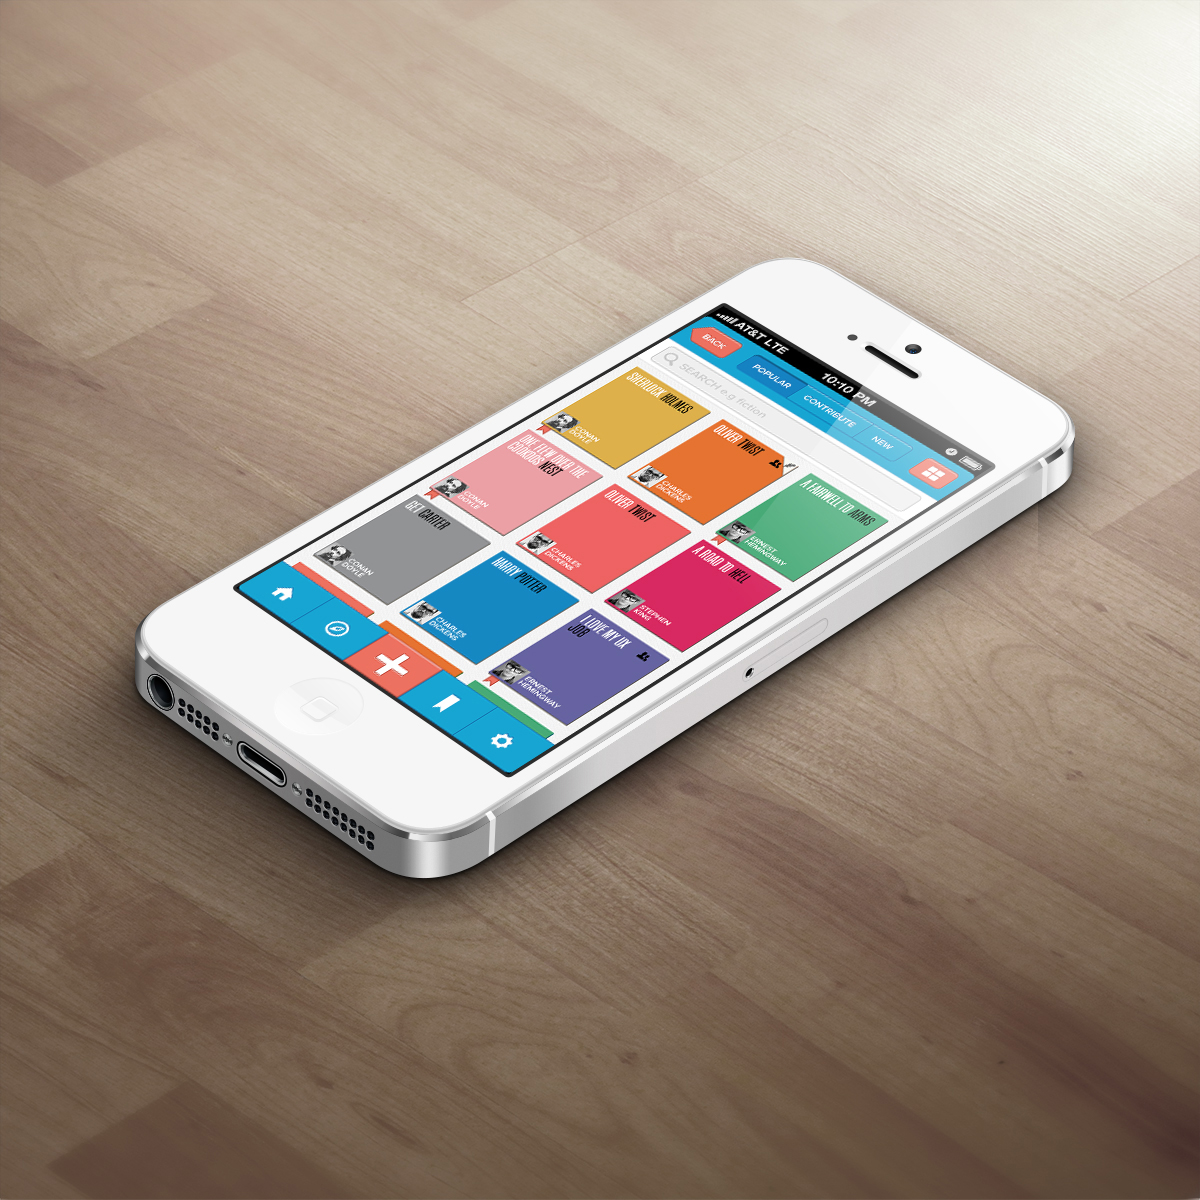 AT&T LTE
10:10 PM
BACK
POPULAR
CONTRIBUTE
NEW
SEARCH e.g fiction
SHERLOCK HOLMES
CONAN
DOYLE
OLIVER TWIST
CHARLES
DICKENS
A FAIRWELL TO ARMS
ERNEST
HEMINGWAY
ONE FLEW OVER THE
CUCKOOS NEST
CONAN
DOYLE
OLIVER TWIST
CHARLES
DICKENS
A ROAD TO HELL
STEPHEN
KING
GET CARTER
CONAN
DOYLE
HARRY POTTER
CHARLES
DICKENS
I LOVE MY UX
JOB
ERNEST
HEMINGWAY